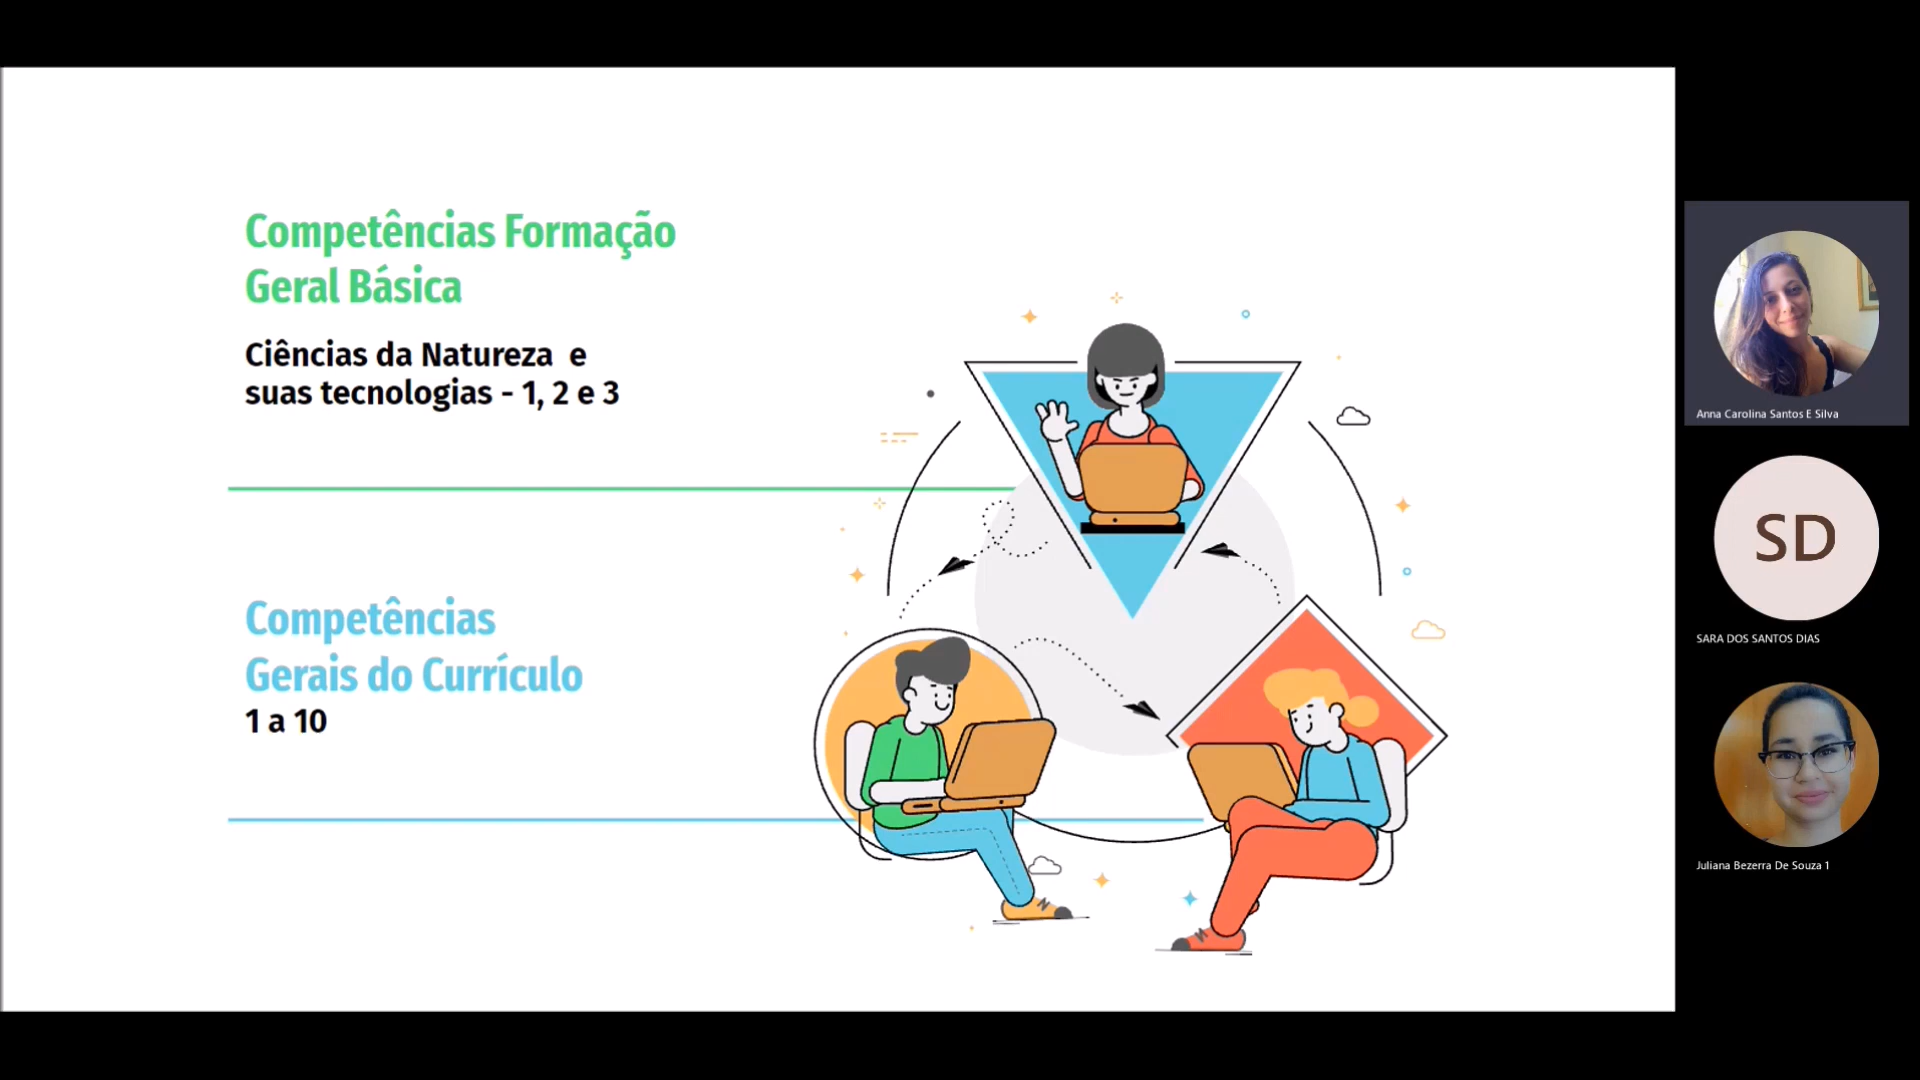 Competências Formação
Geral Básica
Ciências da Natureza e
suas tecnologias - 1, 2 e 3
Competências
Gerais do Currículo
1 a 10
Anna Carolina Santos E Silva
SD
SARA DOS SANTOS DIAS
Juliana Bezerra De Souza 1